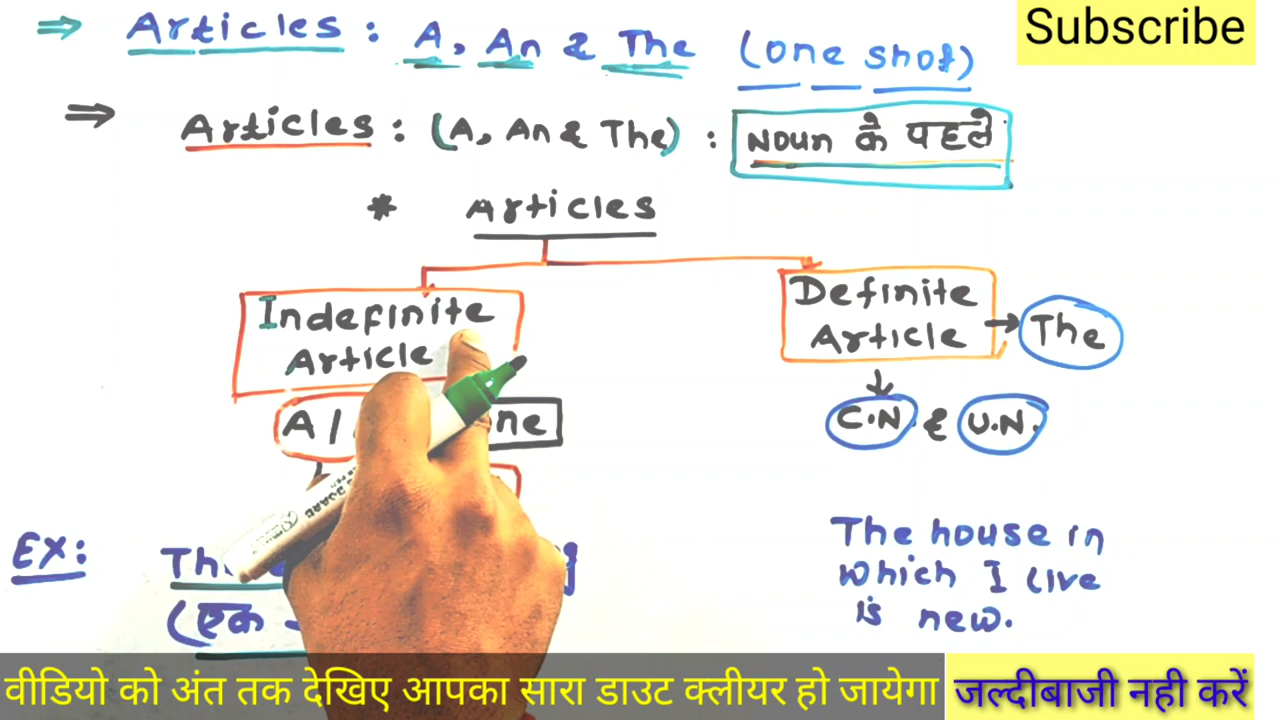 ⇒ Articles : A, An & The (one shot)
Subscribe
⇒ Articles : (A, An & The) : Noun के पहले
* Articles
Indefinite Article
Definite Article → The
A /
C.N & U.N.
EX:
The house in
which I live
is new.
(एक
वीडियो को अंत तक देखिए आपका सारा डाउट क्लीयर हो जायेगा
जल्दीबाजी नही करें